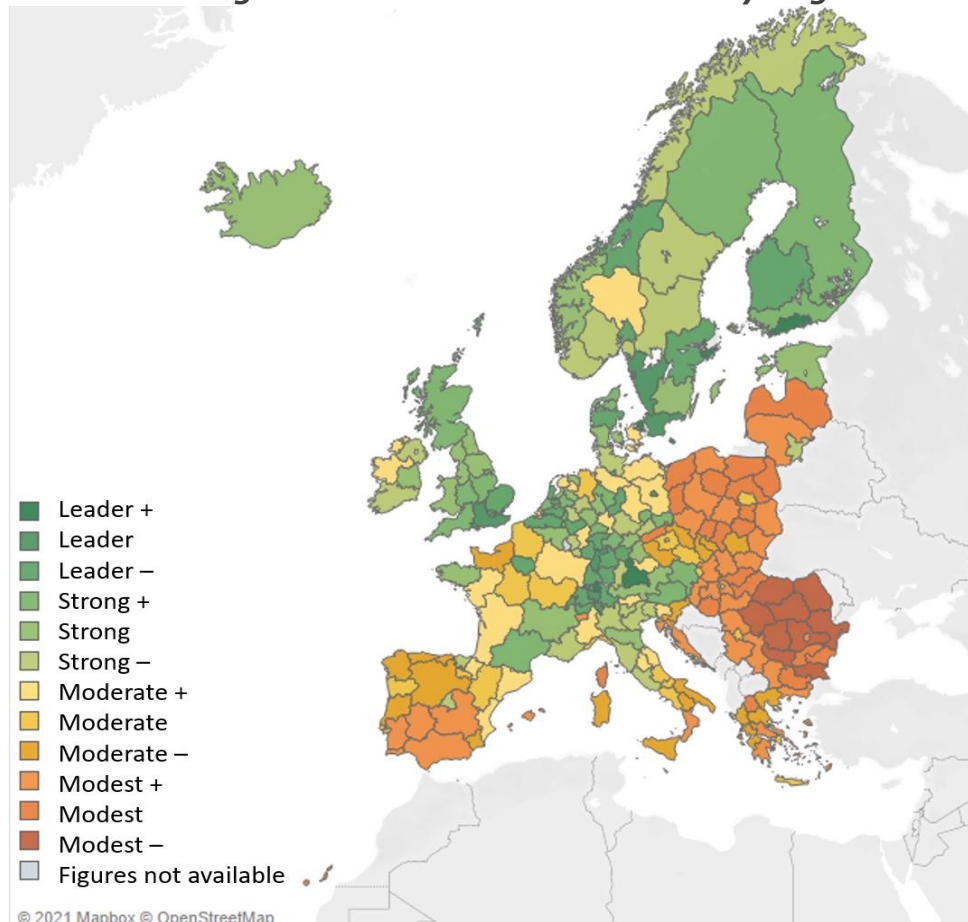 Leader +
Leader
Leader –
Strong +
Strong
Strong –
Moderate +
Moderate
Moderate –
Modest +
Modest
Modest –
Figures not available
© 2021 Mapbox © OpenStreetMap